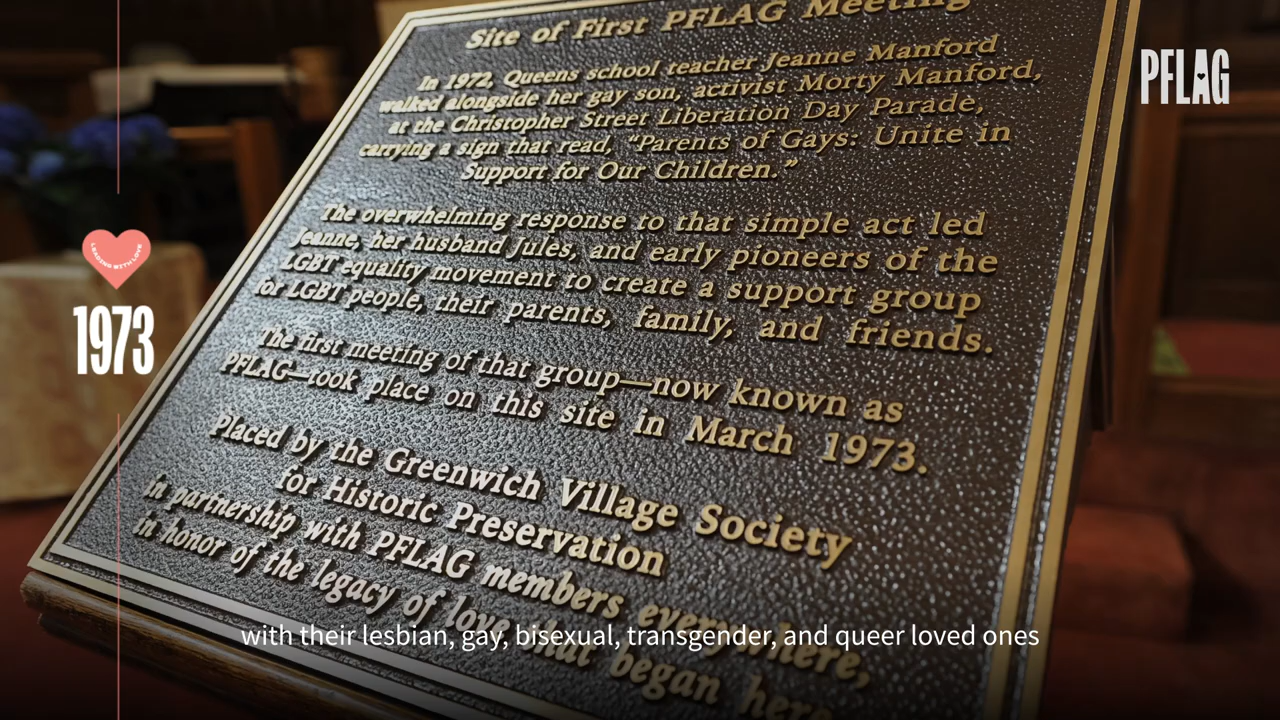 Site of First PFLAG Meeting
In 1972, Queens school teacher Jeanne Manford
walked alongside her gay son, activist Morty Manford,
at the Christopher Street Liberation Day Parade,
carrying a sign that read, “Parents of Gays: Unite in
Support for Our Children.”
The overwhelming response to that simple act led
Jeanne, her husband Jules, and early pioneers of the
LGBT equality movement to create a support group
for LGBT people, their parents, family, and friends.
The first meeting of that group—now known as
PFLAG—took place on this site in March 1973.
Placed by the Greenwich Village Society
for Historic Preservation
in partnership with PFLAG members everywhere,
in honor of the legacy of love that began here
PFLAG
LEADING WITH LOVE
1973
with their lesbian, gay, bisexual, transgender, and queer loved ones